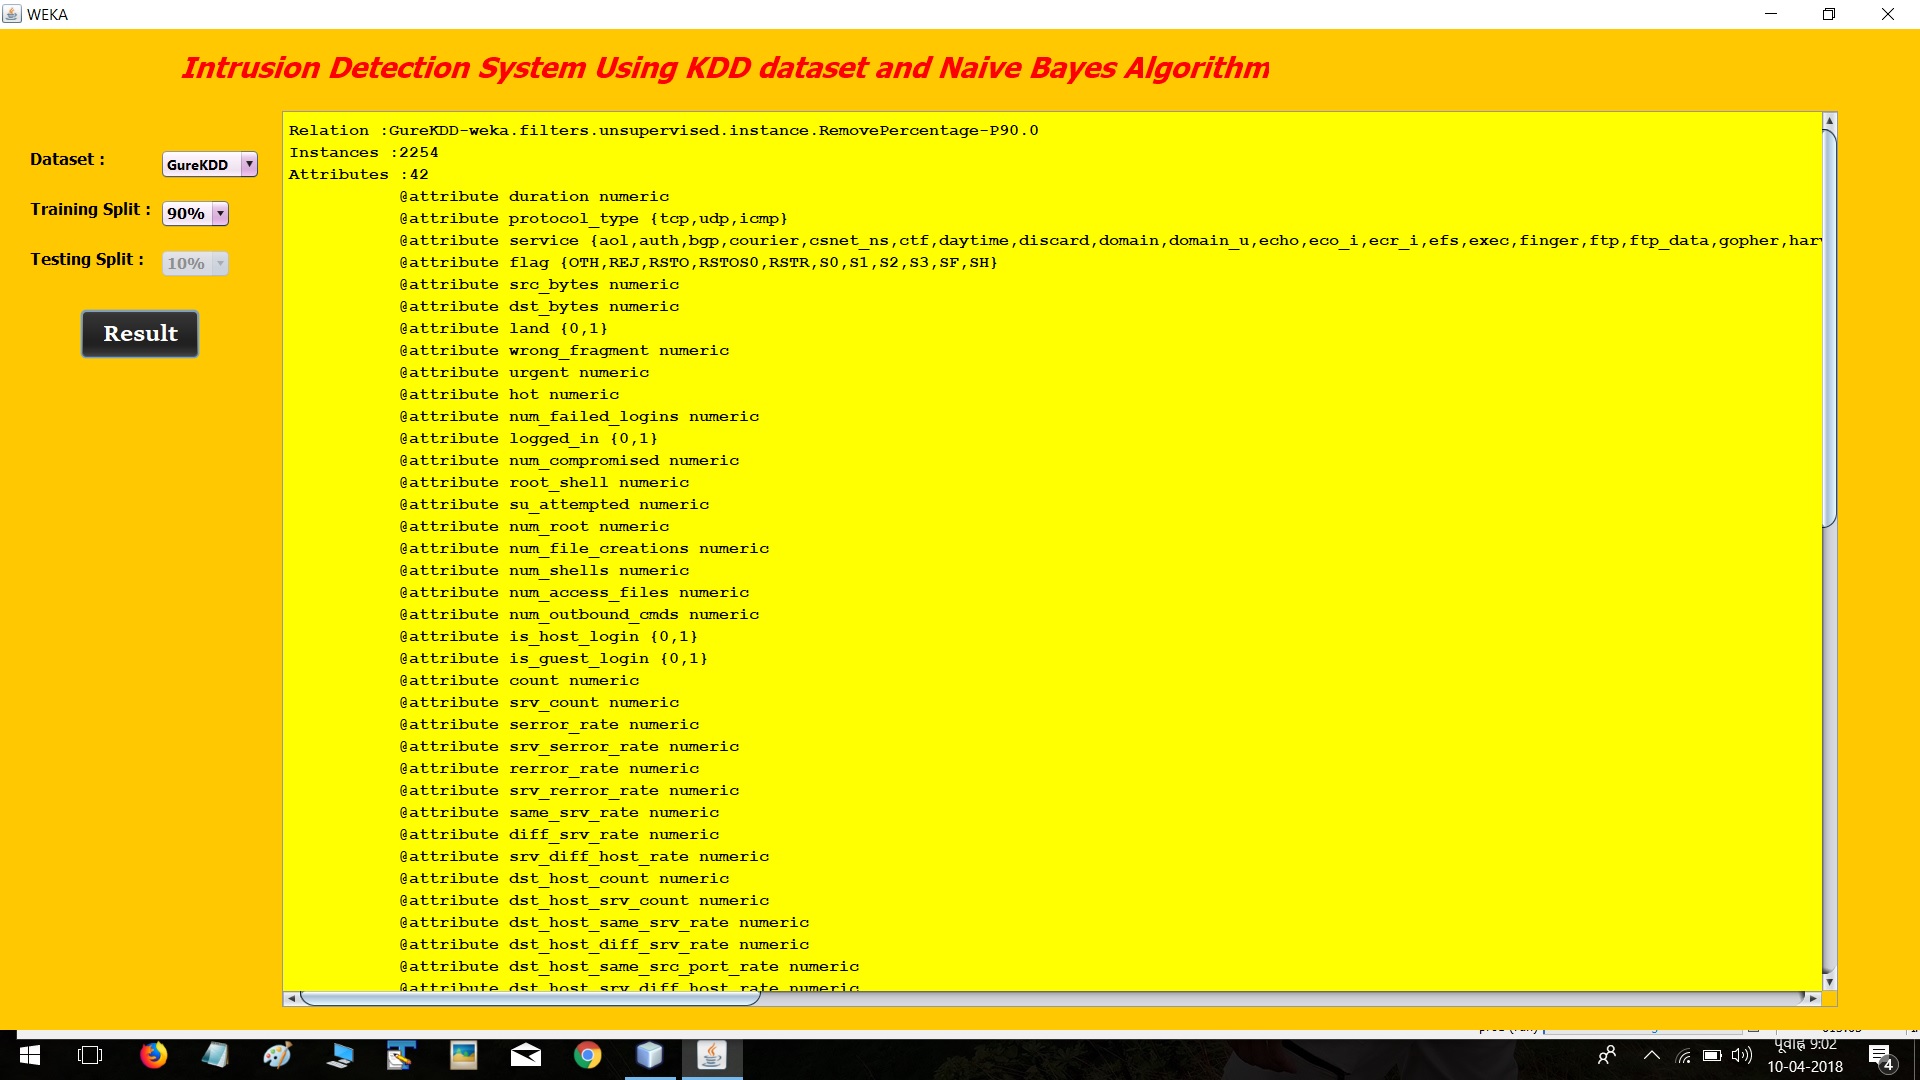 WEKA
Intrusion Detection System Using KDD dataset and Naive Bayes Algorithm
Dataset :
GureKDD
Training Split :
90%
Testing Split :
10%
Result
Relation :GureKDD-weka.filters.unsupervised.instance.RemovePercentage-P90.0
Instances :2254
Attributes :42
@attribute duration numeric
@attribute protocol_type {tcp,udp,icmp}
@attribute service {aol,auth,bgp,courier,csnet_ns,ctf,daytime,discard,domain,domain_u,echo,eco_i,ecr_i,efs,exec,finger,ftp,ftp_data,gopher,har
@attribute flag {OTH,REJ,RSTO,RSTOS0,RSTR,S0,S1,S2,S3,SF,SH}
@attribute src_bytes numeric
@attribute dst_bytes numeric
@attribute land {0,1}
@attribute wrong_fragment numeric
@attribute urgent numeric
@attribute hot numeric
@attribute num_failed_logins numeric
@attribute logged_in {0,1}
@attribute num_compromised numeric
@attribute root_shell numeric
@attribute su_attempted numeric
@attribute num_root numeric
@attribute num_file_creations numeric
@attribute num_shells numeric
@attribute num_access_files numeric
@attribute num_outbound_cmds numeric
@attribute is_host_login {0,1}
@attribute is_guest_login {0,1}
@attribute count numeric
@attribute srv_count numeric
@attribute serror_rate numeric
@attribute srv_serror_rate numeric
@attribute rerror_rate numeric
@attribute srv_rerror_rate numeric
@attribute same_srv_rate numeric
@attribute diff_srv_rate numeric
@attribute srv_diff_host_rate numeric
@attribute dst_host_count numeric
@attribute dst_host_srv_count numeric
@attribute dst_host_same_srv_rate numeric
@attribute dst_host_diff_srv_rate numeric
@attribute dst_host_same_src_port_rate numeric
@attribute dst_host_srv_diff_host_rate numeric
पूर्वाह्न 9:02
10-04-2018
4